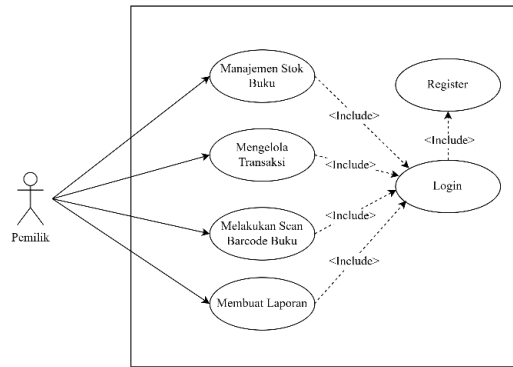 Manajemen Stok
Buku
Register
<Include>
<Include>
Mengelola
Transaksi
<Include>
Login
Pemilik
Melakukan Scan
Barcode Buku
<Include>
<Include>
Membuat Laporan